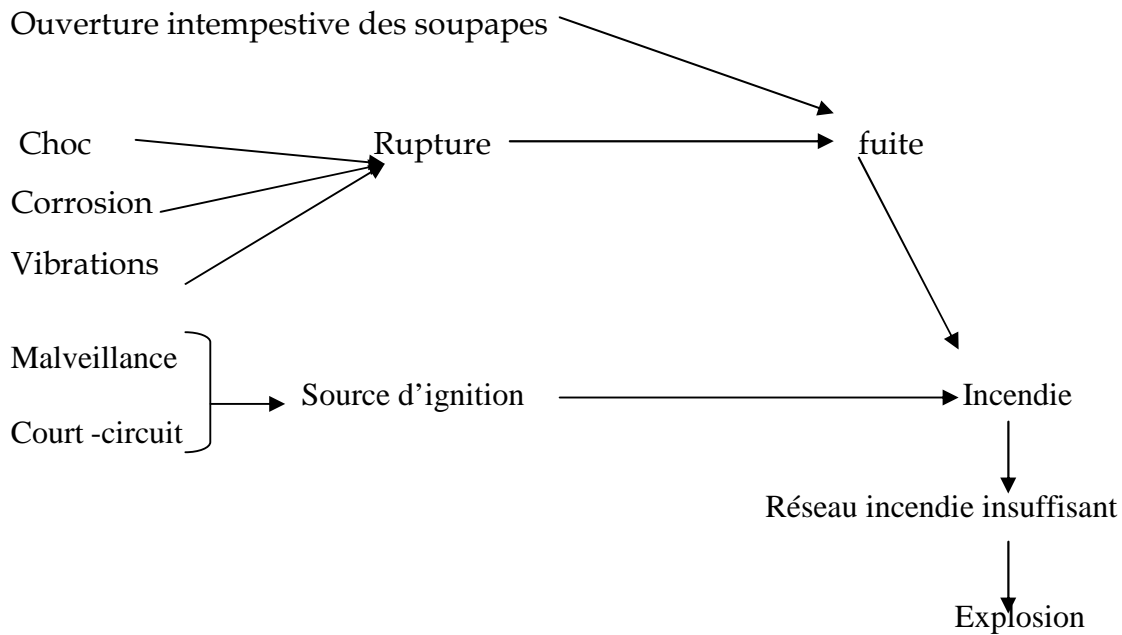 Ouverture intempestive des soupapes
Choc Rupture fuite
Corrosion
Vibrations
Malveillance
Source d’ignition Incendie
Court -circuit
Réseau incendie insuffisant
Explosion